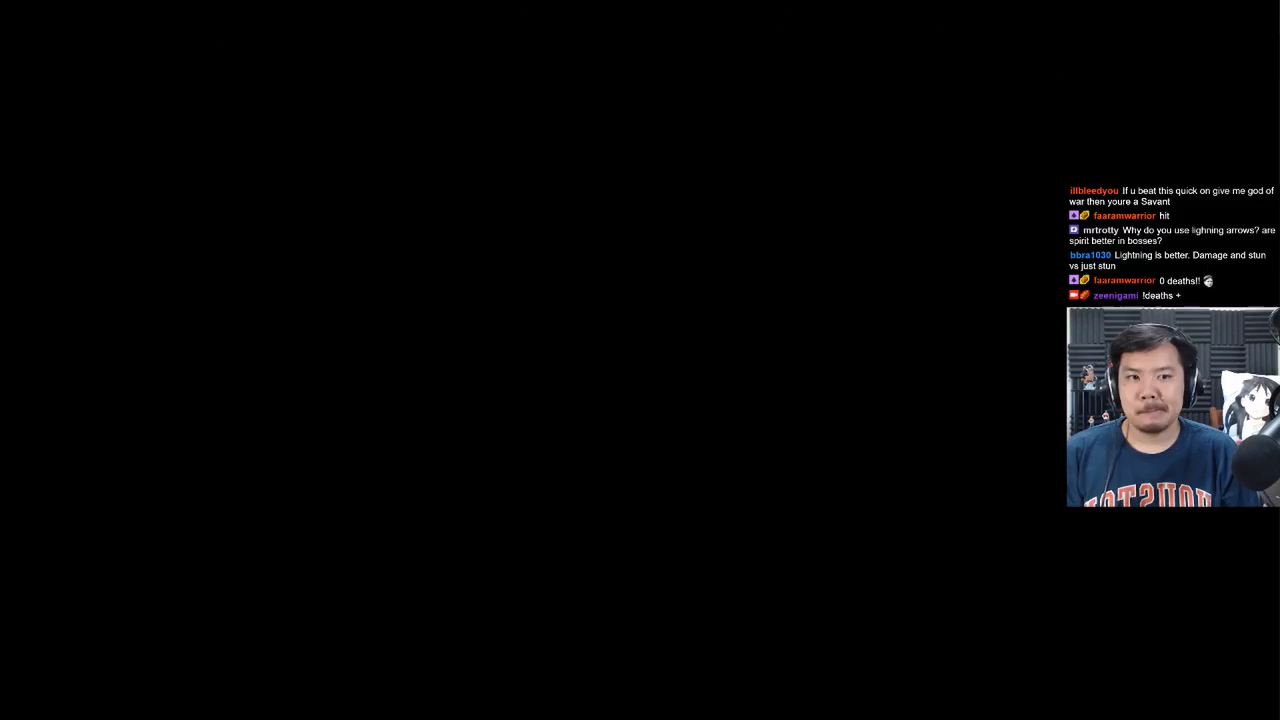 illbleedyou If u beat this quick on give me god of
war then youre a Savant
faaramwarrior hit
mrtrotty Why do you use lighning arrows? are
spirit better in bosses?
bbra1030 Lightning is better. Damage and stun
vs just stun
faaramwarrior 0 deaths!!
zeenigami !deaths +
HOUSTON